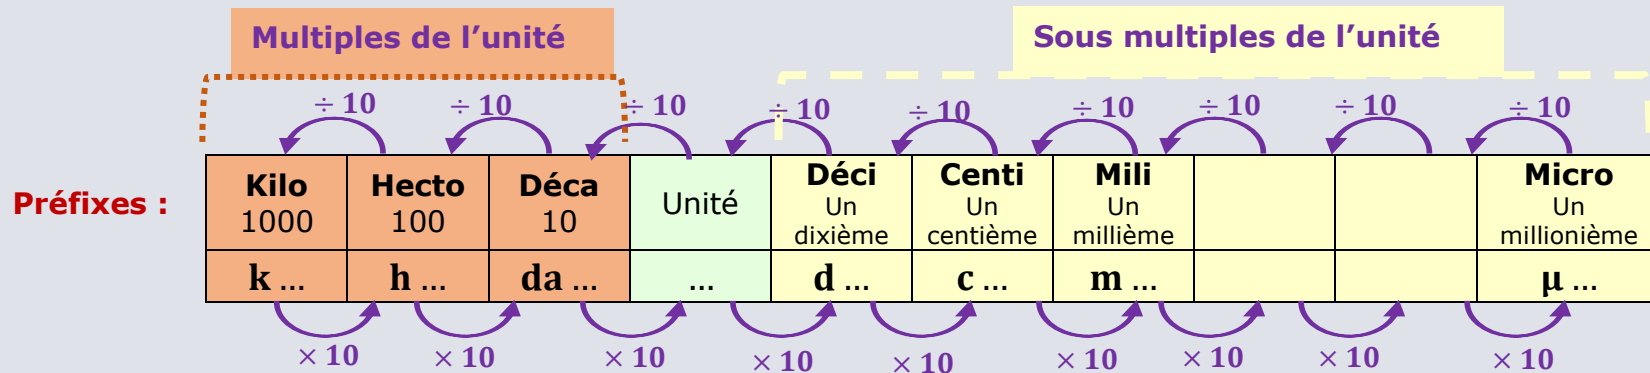 Multiples de l’unité
Sous multiples de l’unité
÷ 10 ÷ 10 ÷ 10 ÷ 10 ÷ 10 ÷ 10 ÷ 10 ÷ 10 ÷ 10
Préfixes :
Kilo
1000
Hecto
100
Déca
10
Unité
Déci
Un
dixième
Centi
Un
centième
Mili
Un
millième
Micro
Un
millionième
k ... h ... da ... ... d ... c ... m ... μ ...
× 10 × 10 × 10 × 10 × 10 × 10 × 10 × 10 × 10